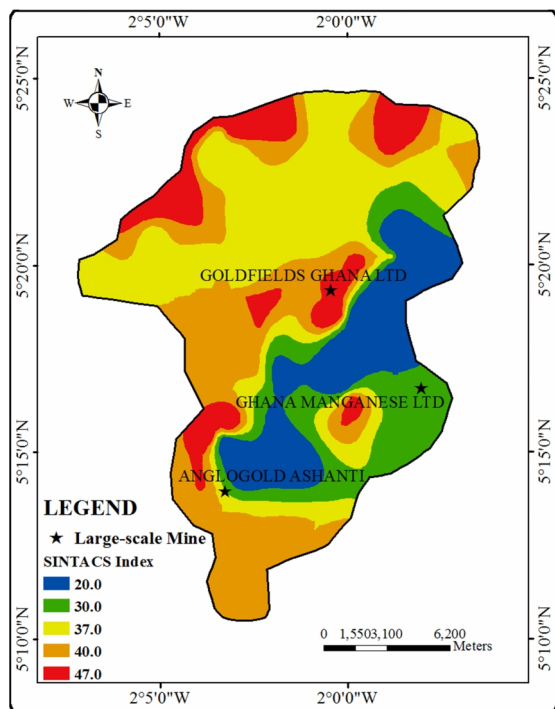 2°5'0"W 2°0'0"W
5°25'0"N 5°25'0"N
N
W E
S
5°20'0"N 5°20'0"N
GOLDFIELDS GHANA LTD
GHANA MANGANESE LTD
5°15'0"N 5°15'0"N
ANGLOGOLD ASHANTI
LEGEND
Large-scale Mine
SINTACS Index
20.0
30.0
37.0
40.0
47.0
0 1,5503,100 6,200
Meters
5°10'0"N 5°10'0"N
2°5'0"W 2°0'0"W